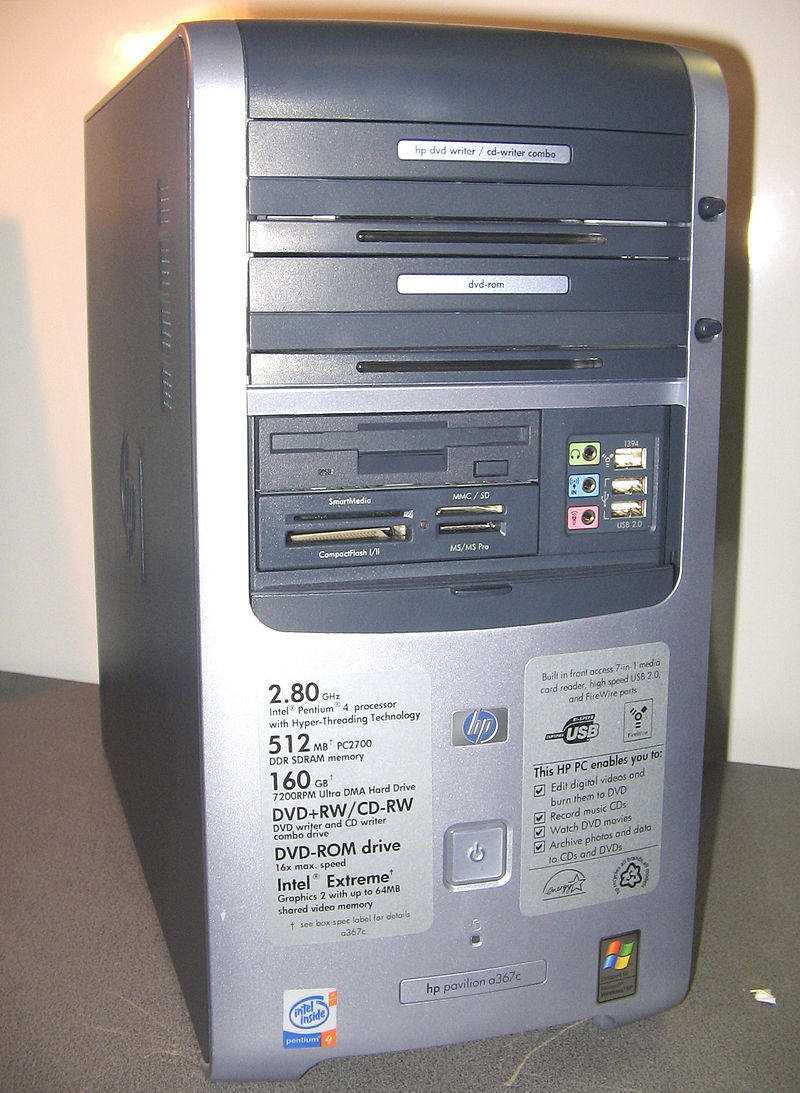 hp dvd writer / cd-writer combo
dvd-rom
SmartMedia
MMC / SD
CompactFlash I/II
MS/MS Pro
1394
IN
USB 2.0
2.80 GHz
Intel® Pentium® 4 processor
with Hyper-Threading Technology
512 MB† PC2700
DDR SDRAM memory
160 GB†
7200RPM Ultra DMA Hard Drive
DVD+RW/CD-RW
DVD writer and CD writer
combo drive
DVD-ROM drive
16x max. speed
Intel® Extreme†
Graphics 2 with up to 64MB
shared video memory
† see box spec label for details
a367c
hp
Built in front access 7-in-1 media
card reader, high speed USB 2.0,
and FireWire ports
HI-SPEED
CERTIFIED USB
FireWire
This HP PC enables you to:
Edit digital videos and
burn them to DVD
Record music CDs
Watch DVD movies
Archive photos and data
to CDs and DVDs
energy
hp pavilion a367c
intel
inside
pentium® 4